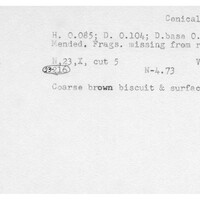 Conical
H. 0.085; D. 0.104; D.base 0.
Mended. Frags. missing from r
N,23,X, cut 5 V
N-4.73
Coarse brown biscuit & surfac